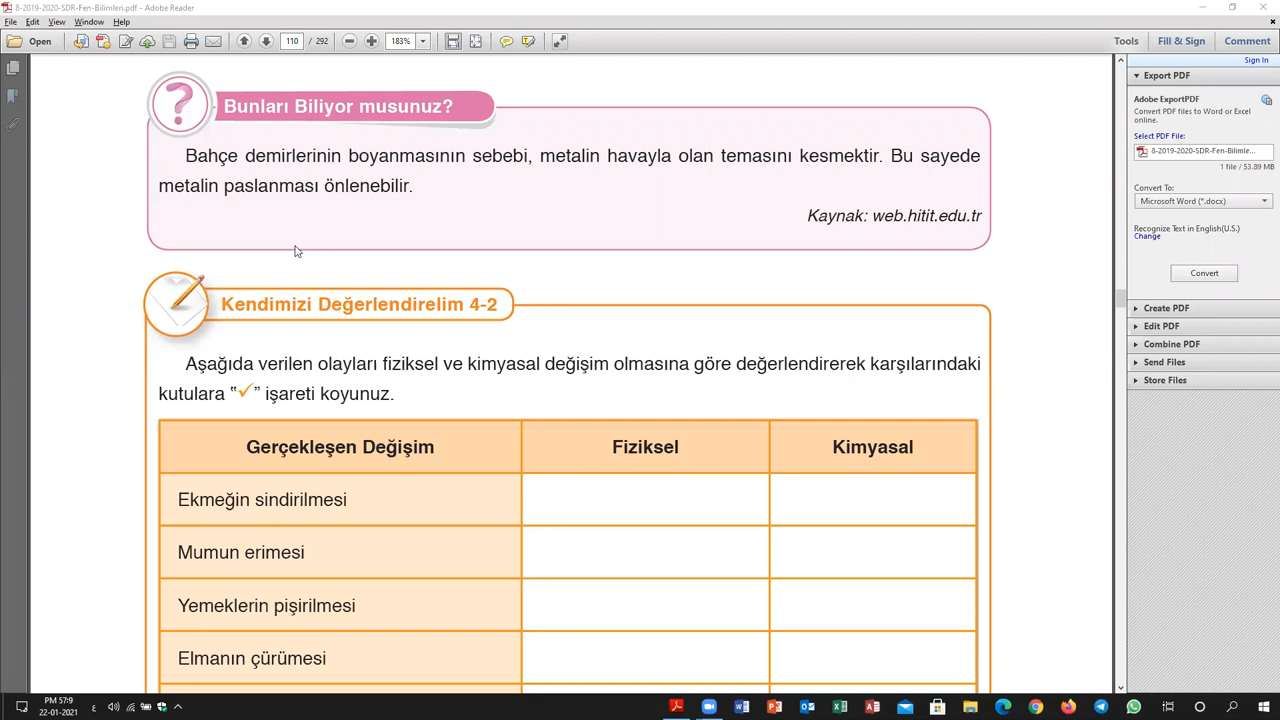 8-2019-2020-SDR-Fen-Bilimleri.pdf - Adobe Reader
File Edit View Window Help
Open 110 / 292 183% Tools Fill & Sign Comment
Sign In
Export PDF
Adobe ExportPDF
Convert PDF files to Word or Excel
online.
Select PDF File:
8-2019-2020-SDR-Fen-Bilimle...
1 file / 53.89 MB
Convert To:
Microsoft Word (*.docx)
Recognize Text in English(U.S.)
Change
Convert
Create PDF
Edit PDF
Combine PDF
Send Files
Store Files
?
Bunları Biliyor musunuz?
Bahçe demirlerinin boyanmasının sebebi, metalin havayla olan temasını kesmektir. Bu sayede
metalin paslanması önlenebilir.
Kaynak: web.hitit.edu.tr
Kendimizi Değerlendirelim 4-2
Aşağıda verilen olayları fiziksel ve kimyasal değişim olmasına göre değerlendirerek karşılarındaki
kutulara “✓” işareti koyunuz.
Gerçekleşen Değişim Fiziksel Kimyasal
Ekmeğin sindirilmesi
Mumun erimesi
Yemeklerin pişirilmesi
Elmanın çürümesi
PM 57:9
22-01-2021
ع